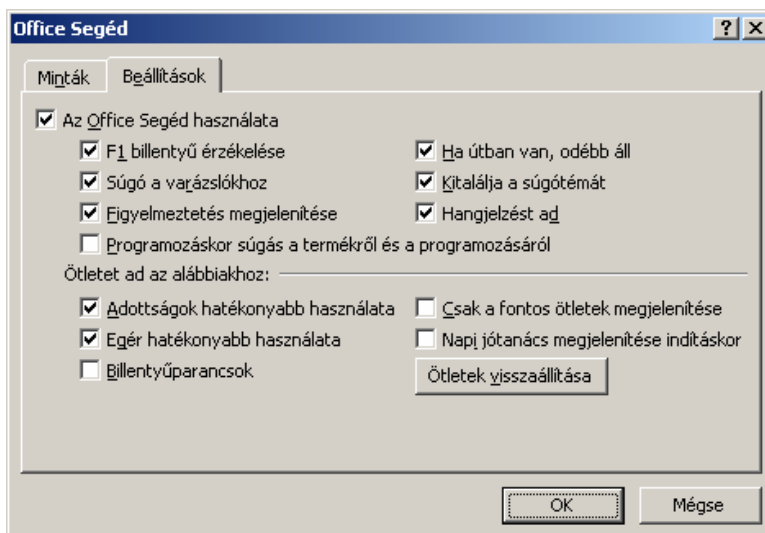 Office Segéd
Minták Beállítások
Az Office Segéd használata
F1 billentyű érzékelése Ha útban van, odébb áll
Súgó a varázslókhoz Kitalálja a súgótémát
Figyelmeztetés megjelenítése Hangjelzést ad
Programozáskor súgás a termékről és a programozásáról
Ötletet ad az alábbiakhoz:
Adottságok hatékonyabb használata Csak a fontos ötletek megjelenítése
Egér hatékonyabb használata Napi jótanács megjelenítése indításkor
Billentyűparancsok Ötletek visszaállítása
OK Mégse